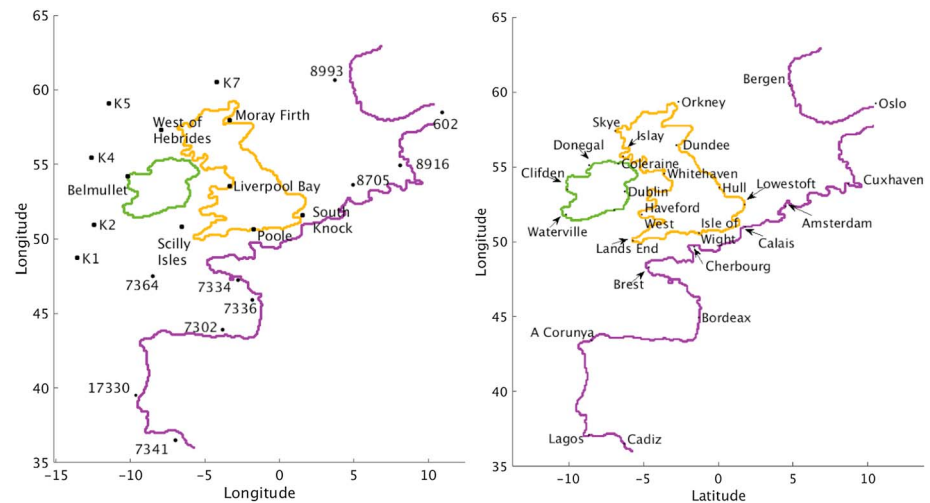 65
60
55
50
45
40
35
Longitude
−15
−10
−5
0
5
10
Longitude
K7
8993
K5
602
West of
Hebrides
Moray Firth
K4
8916
Belmullet
Liverpool Bay
8705
K2
Scilly
Isles
South
Knock
Poole
K1
7364
7334
7336
7302
17330
7341
65
60
55
50
45
40
35
Longitude
−10
−5
0
5
10
Latitude
Bergen
Oslo
Orkney
Skye
Islay
Dundee
Donegal
Coleraine
Whitehaven
Clifden
Dublin
Hull
Lowestoft
Cuxhaven
Haveford
West
Isle of
Wight
Amsterdam
Waterville
Lands End
Calais
Cherbourg
Brest
Bordeax
A Corunya
Lagos
Cadiz